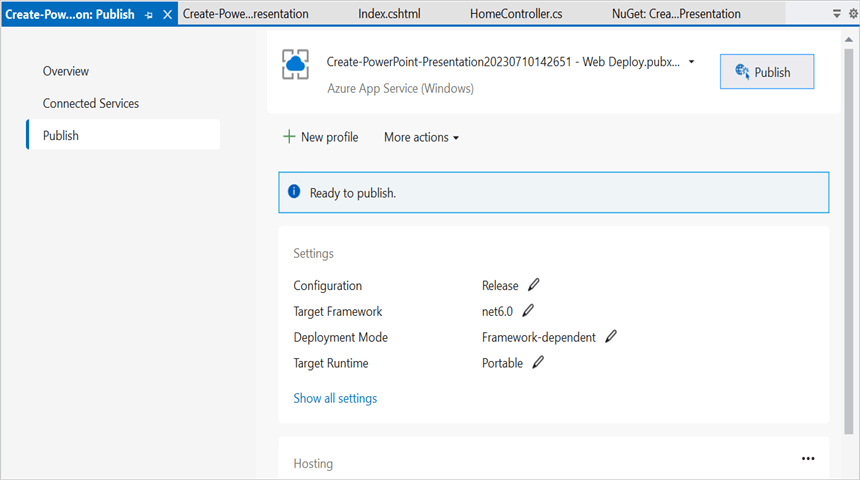 Create-Pow...on: Publish
Create-Powe...resentation
Index.cshtml
HomeController.cs
NuGet: Crea...Presentation
Overview
Connected Services
Publish
Create-PowerPoint-Presentation20230710142651 - Web Deploy.pubx...
Azure App Service (Windows)
Publish
New profile
More actions
Ready to publish.
Settings
Configuration Release
Target Framework net6.0
Deployment Mode Framework-dependent
Target Runtime Portable
Show all settings
Hosting